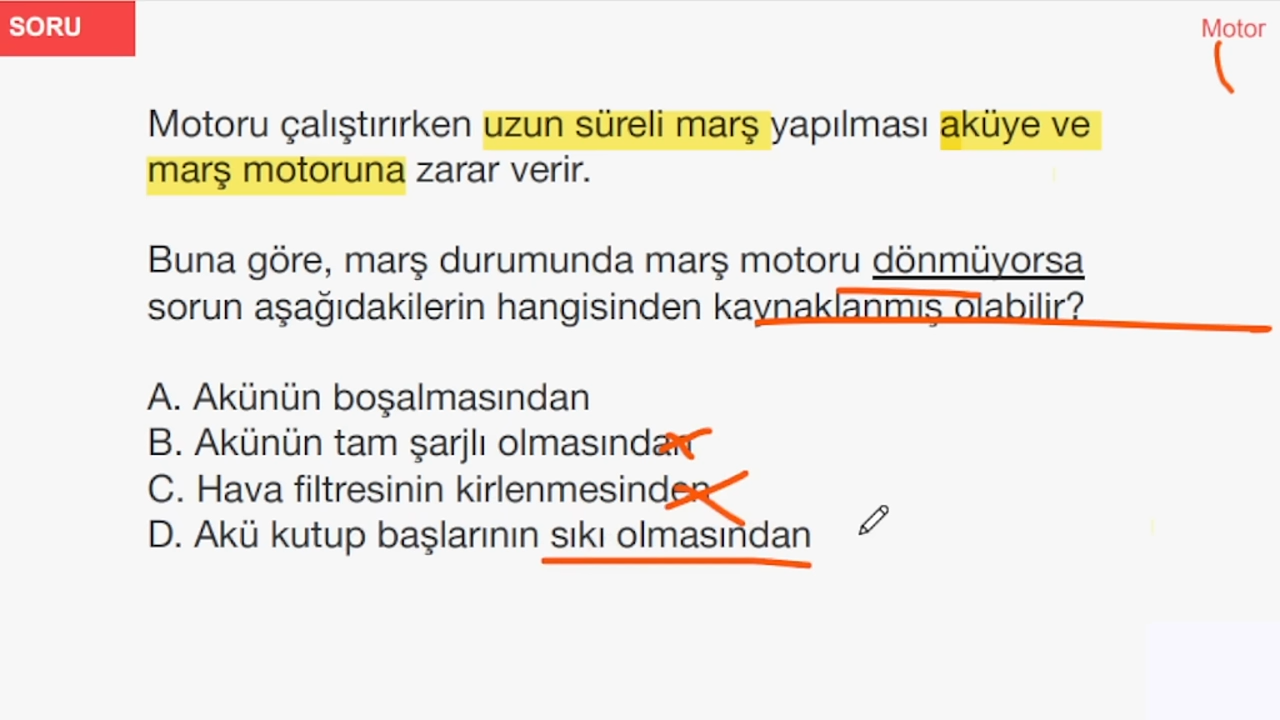 SORU
Motor
Motoru çalıştırırken uzun süreli marş yapılması aküye ve
marş motoruna zarar verir.
Buna göre, marş durumunda marş motoru dönmüyorsa
sorun aşağıdakilerin hangisinden kaynaklanmış olabilir?
A. Akünün boşalmasından
B. Akünün tam şarjlı olmasından
C. Hava filtresinin kirlenmesinden
D. Akü kutup başlarının sıkı olmasından